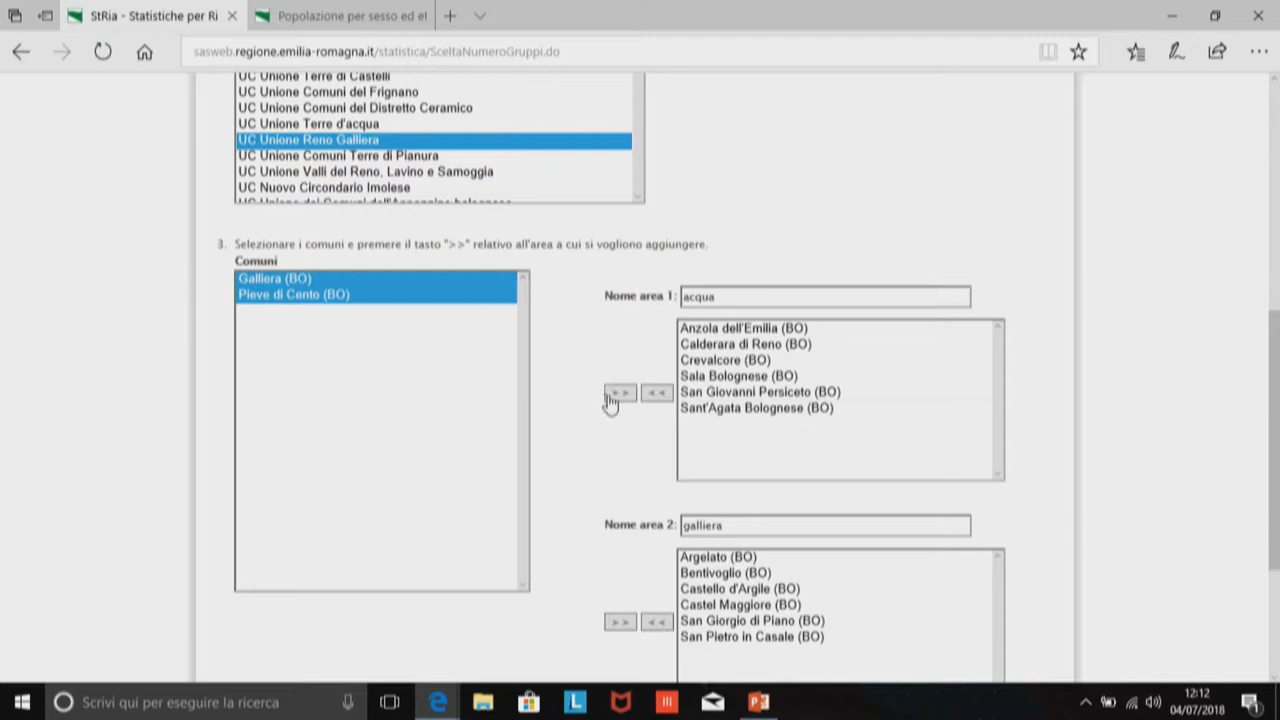 StRia - Statistiche per Ri
Popolazione per sesso ed et
sasweb.regione.emilia-romagna.it/statistica/SceltaNumeroGruppi.do
UC Unione Terre di Castelli
UC Unione Comuni del Frignano
UC Unione Comuni del Distretto Ceramico
UC Unione Terre d'acqua
UC Unione Reno Galliera
UC Unione Comuni Terre di Pianura
UC Unione Valli del Reno, Lavino e Samoggia
UC Nuovo Circondario Imolese
UC Unione dei Comuni dell'Appennino bolognese
3. Selezionare i comuni e premere il tasto ">>" relativo all'area a cui si vogliono aggiungere.
Comuni
Galliera (BO)
Pieve di Cento (BO)
Nome area 1: acqua
Anzola dell'Emilia (BO)
Calderara di Reno (BO)
Crevalcore (BO)
Sala Bolognese (BO)
San Giovanni Persiceto (BO)
Sant'Agata Bolognese (BO)
>> <<
Nome area 2: galliera
Argelato (BO)
Bentivoglio (BO)
Castello d'Argile (BO)
Castel Maggiore (BO)
San Giorgio di Piano (BO)
San Pietro in Casale (BO)
>> <<
Scrivi qui per eseguire la ricerca
12:12
04/07/2018